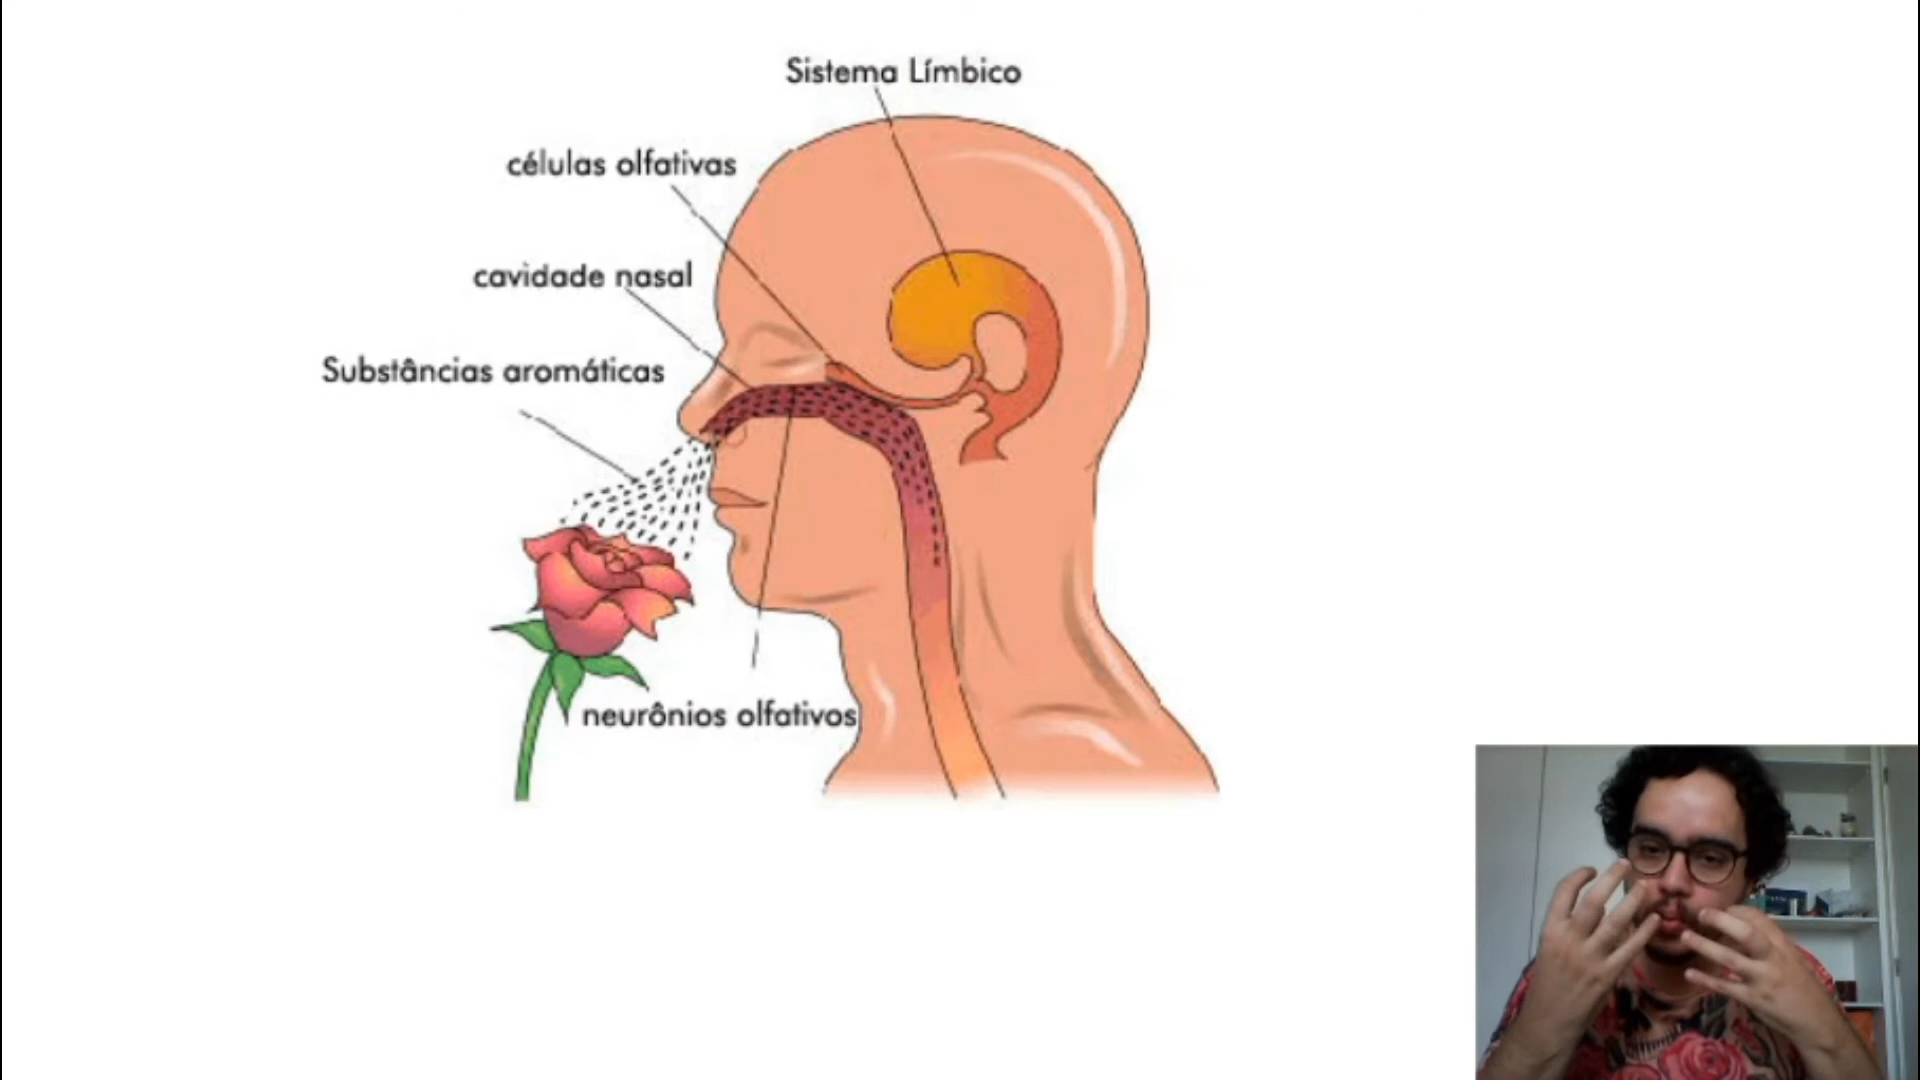 Sistema Límbico
células olfativas
cavidade nasal
Substâncias aromáticas
neurônios olfativos